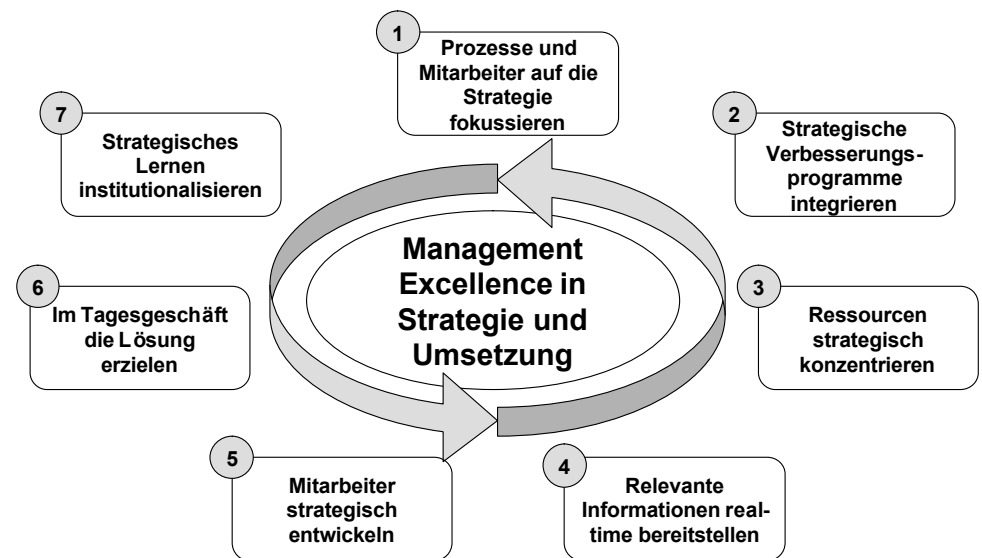 1
Prozesse und
Mitarbeiter auf die
Strategie
fokussieren
2
Strategische
Verbesserungs-
programme
integrieren
3
Ressourcen
strategisch
konzentrieren
4
Relevante
Informationen real-
time bereitstellen
5
Mitarbeiter
strategisch
entwickeln
6
Im Tagesgeschäft
die Lösung
erzielen
7
Strategisches
Lernen
institutionalisieren
Management
Excellence in
Strategie und
Umsetzung